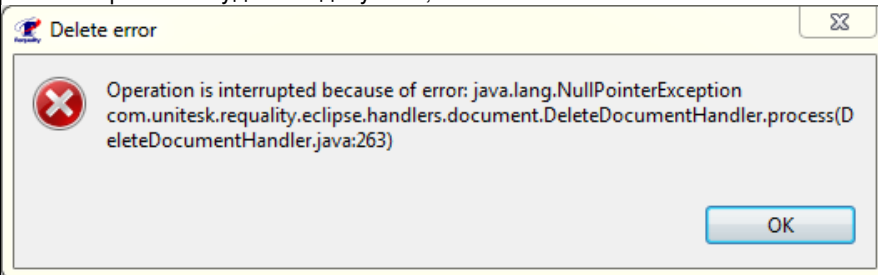 Delete error
Operation is interrupted because of error: java.lang.NullPointerException
com.unitesk.requality.eclipse.handlers.document.DeleteDocumentHandler.process(D
eleteDocumentHandler.java:263)
OK